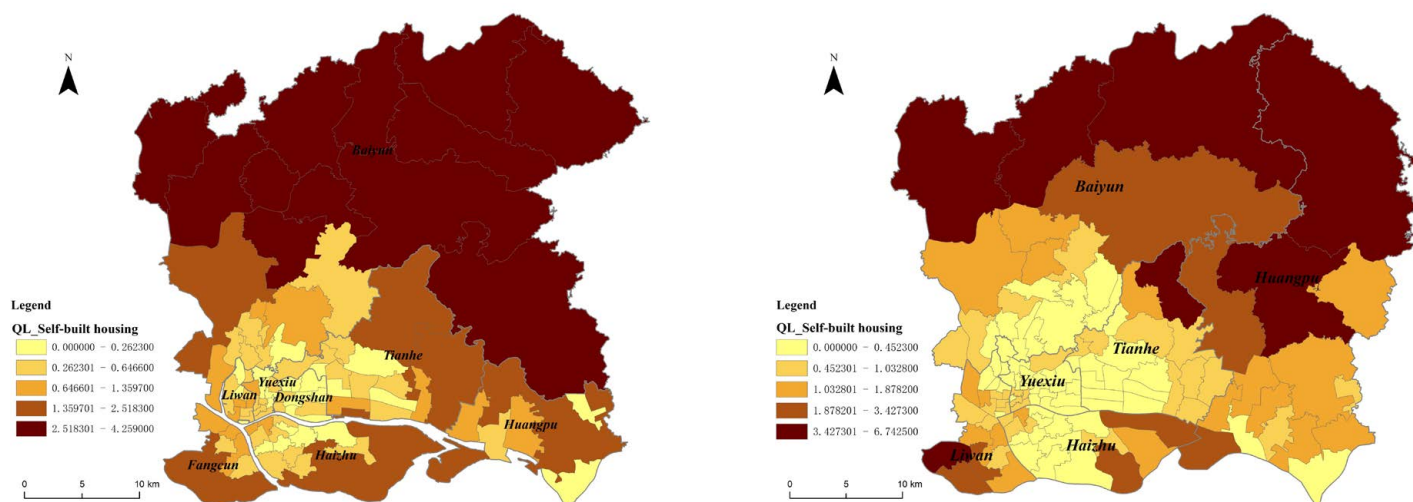 N
Baiyun
Legend
QL_Self-built housing
0.000000 - 0.262300
0.262301 - 0.646600
0.646601 - 1.359700
1.359701 - 2.518300
2.518301 - 4.259000
Tianhe
Yuexiu
Liwan
Dongshan
Huangpu
Fangcun
Haizhu
0 5 10 km
N
Baiyun
Huangpu
Legend
QL_Self-built housing
0.000000 - 0.452300
0.452301 - 1.032800
1.032801 - 1.878200
1.878201 - 3.427300
3.427301 - 6.742500
Tianhe
Yuexiu
Haizhu
Liwan
0 5 10 km